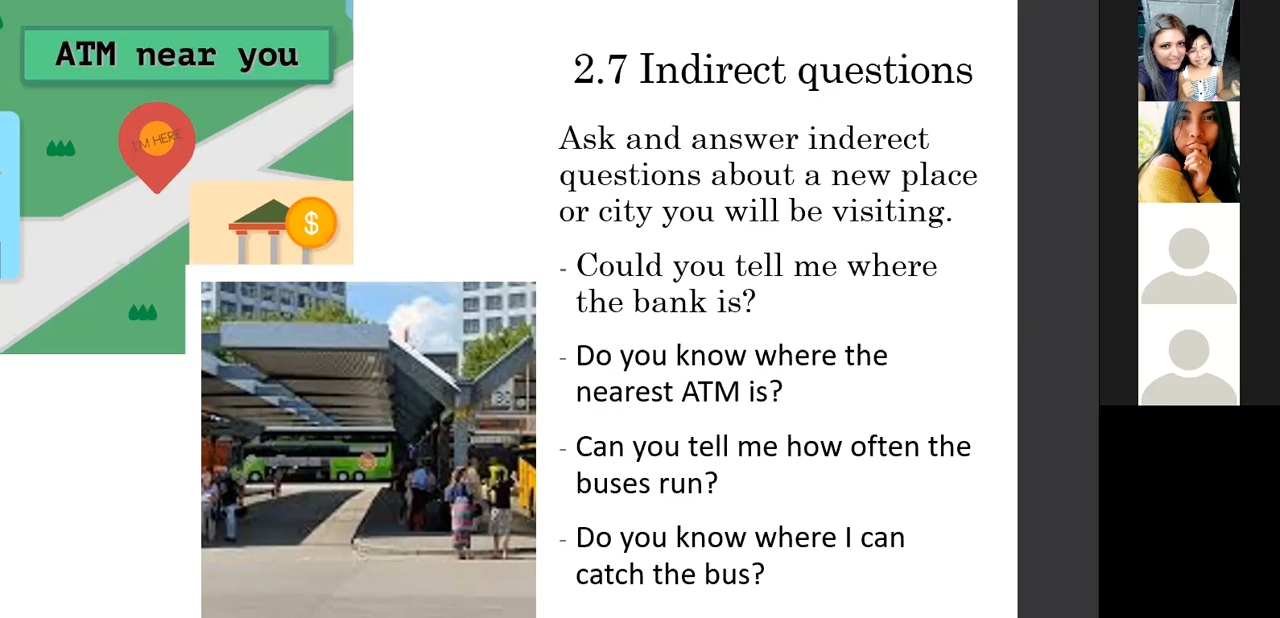 ATM near you
I'M HERE
$
2.7 Indirect questions
Ask and answer inderect
questions about a new place
or city you will be visiting.
- Could you tell me where
the bank is?
- Do you know where the
nearest ATM is?
- Can you tell me how often the
buses run?
- Do you know where I can
catch the bus?